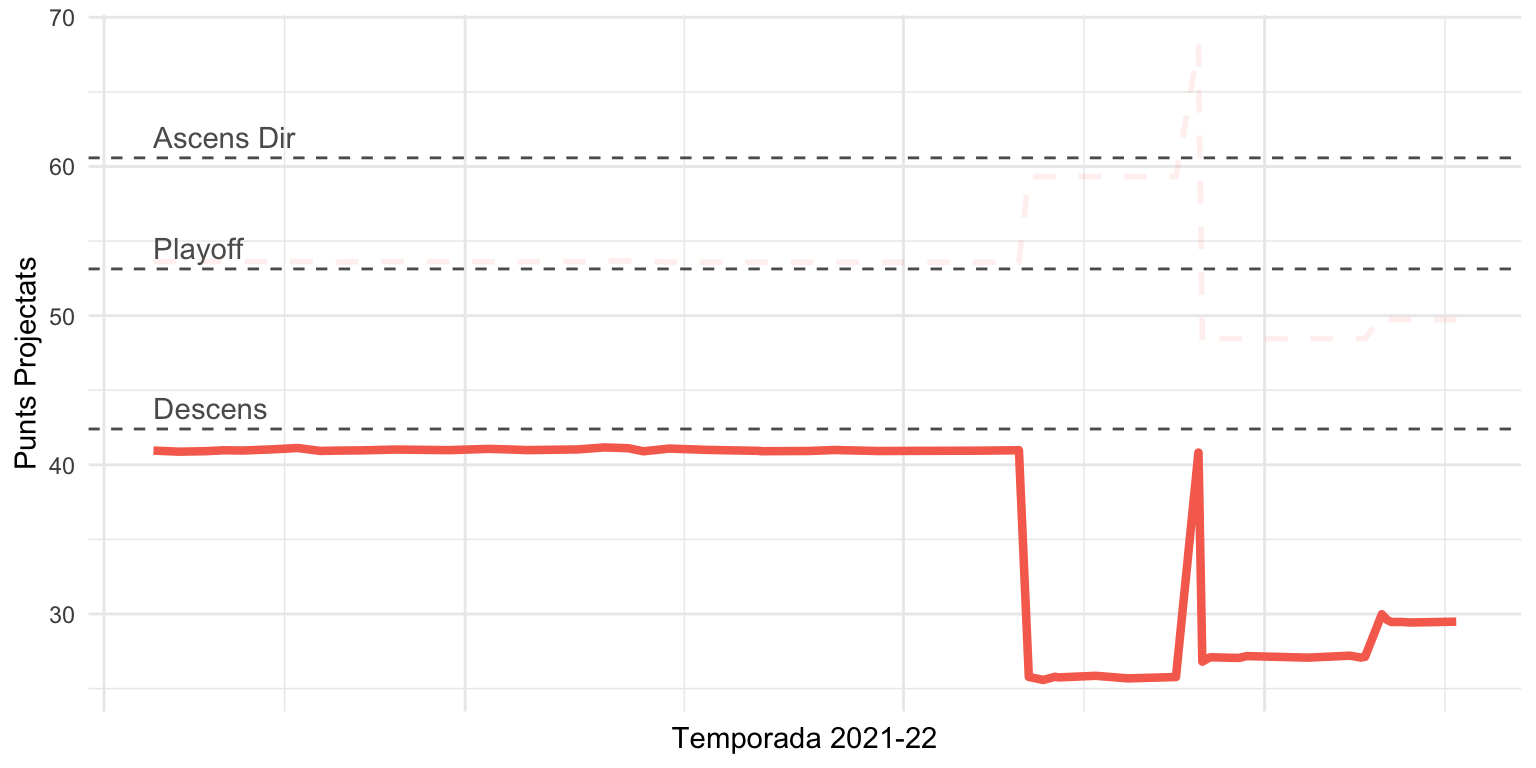 70
Ascens Dir
60
Playoff
50
Descens
40
30
Punts Projectats
Temporada 2021-22